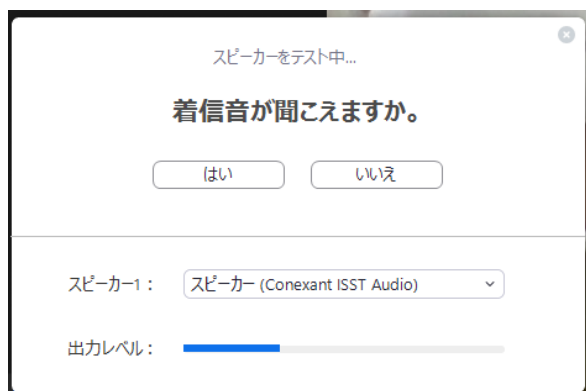 スピーカーをテスト中...
着信音が聞こえますか。
はい
いいえ
スピーカー1：
スピーカー (Conexant ISST Audio)
出力レベル：